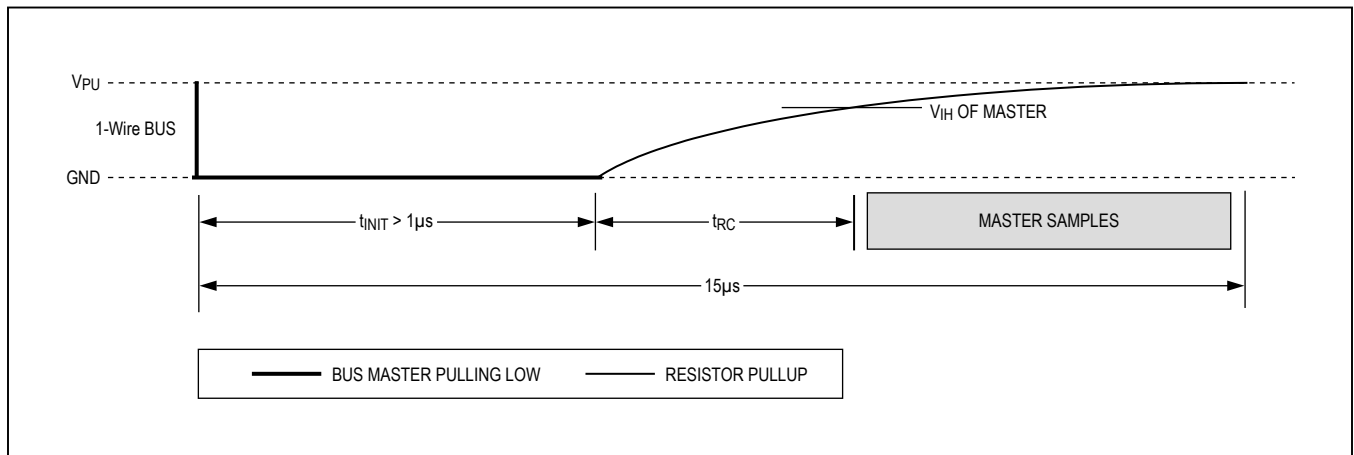 VPU
1-Wire BUS
GND
VIH OF MASTER
tINIT > 1µs
tRC
MASTER SAMPLES
15µs
BUS MASTER PULLING LOW
RESISTOR PULLUP